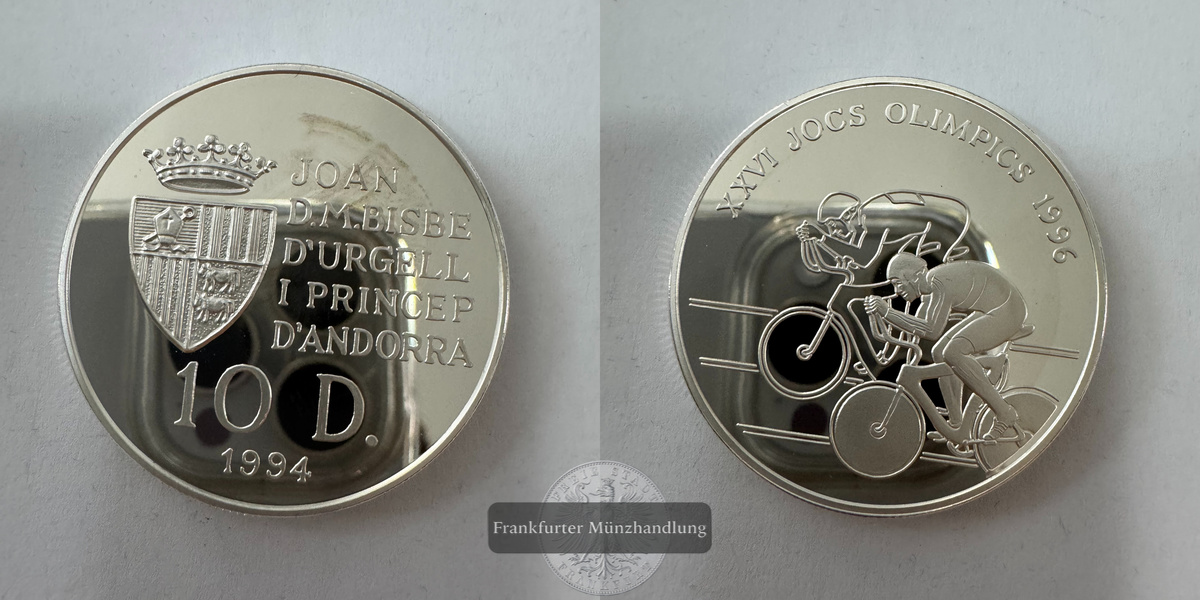 JOAN
D.M.BISBE
D'URGELL
I PRINCEP
D'ANDORRA
10 D.
1994
XXVI JOCS OLIMPICS 1996
Frankfurter Münzhandlung